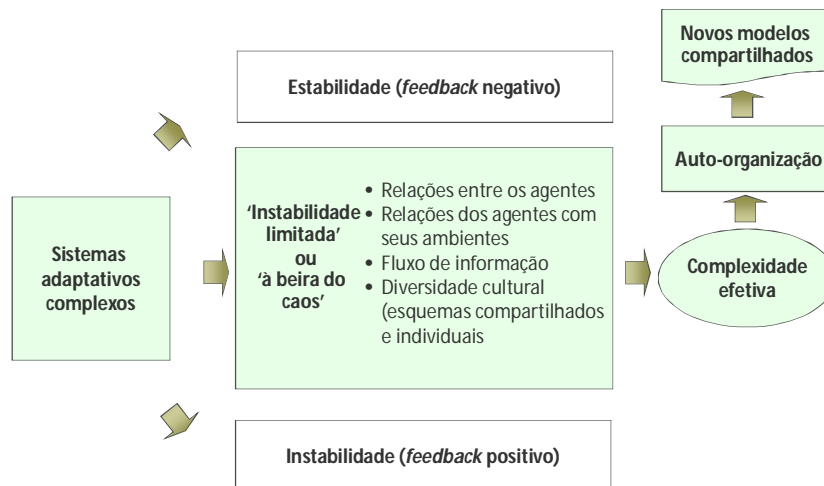 Novos modelos
compartilhados
Estabilidade (feedback negativo)
Auto-organização
Sistemas
adaptativos
complexos
‘Instabilidade
limitada’
ou
‘à beira do
caos’
• Relações entre os agentes
• Relações dos agentes com
seus ambientes
• Fluxo de informação
• Diversidade cultural
(esquemas compartilhados
e individuais
Complexidade
efetiva
Instabilidade (feedback positivo)